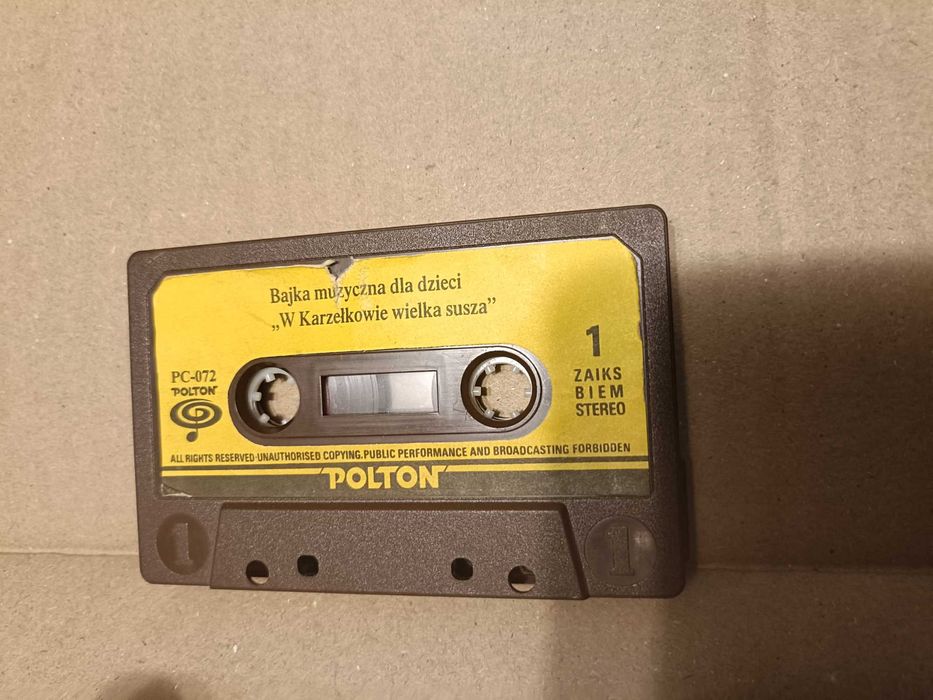 Bajka muzyczna dla dzieci
„W Karzełkowie wielka susza”
1
PC-072
POLTON
ZAIKS
BIEM
STEREO
ALL RIGHTS RESERVED·UNAUTHORISED COPYING.PUBLIC PERFORMANCE AND BROADCASTING FORBIDDEN
POLTON
1
1